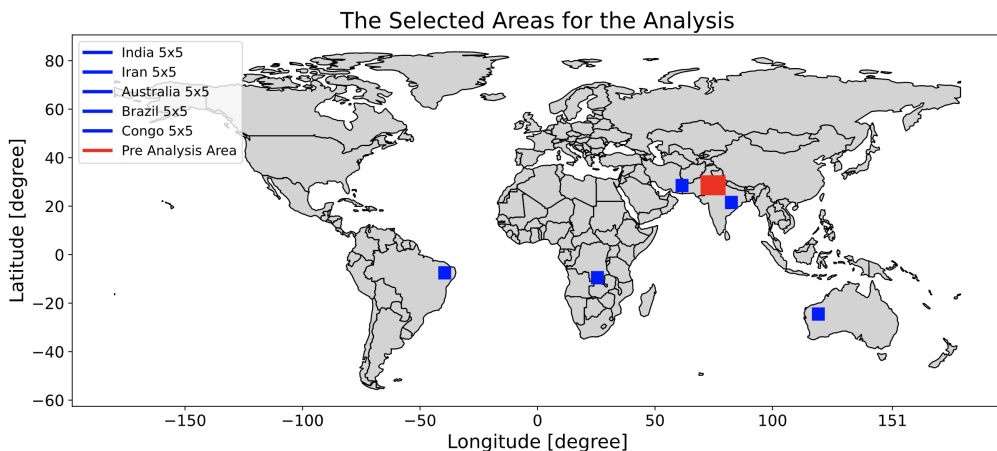 The Selected Areas for the Analysis
India 5x5
Iran 5x5
Australia 5x5
Brazil 5x5
Congo 5x5
Pre Analysis Area
Latitude [degree]
80
60
40
20
0
−20
−40
−60
−150
−100
−50
0
50
100
151
Longitude [degree]